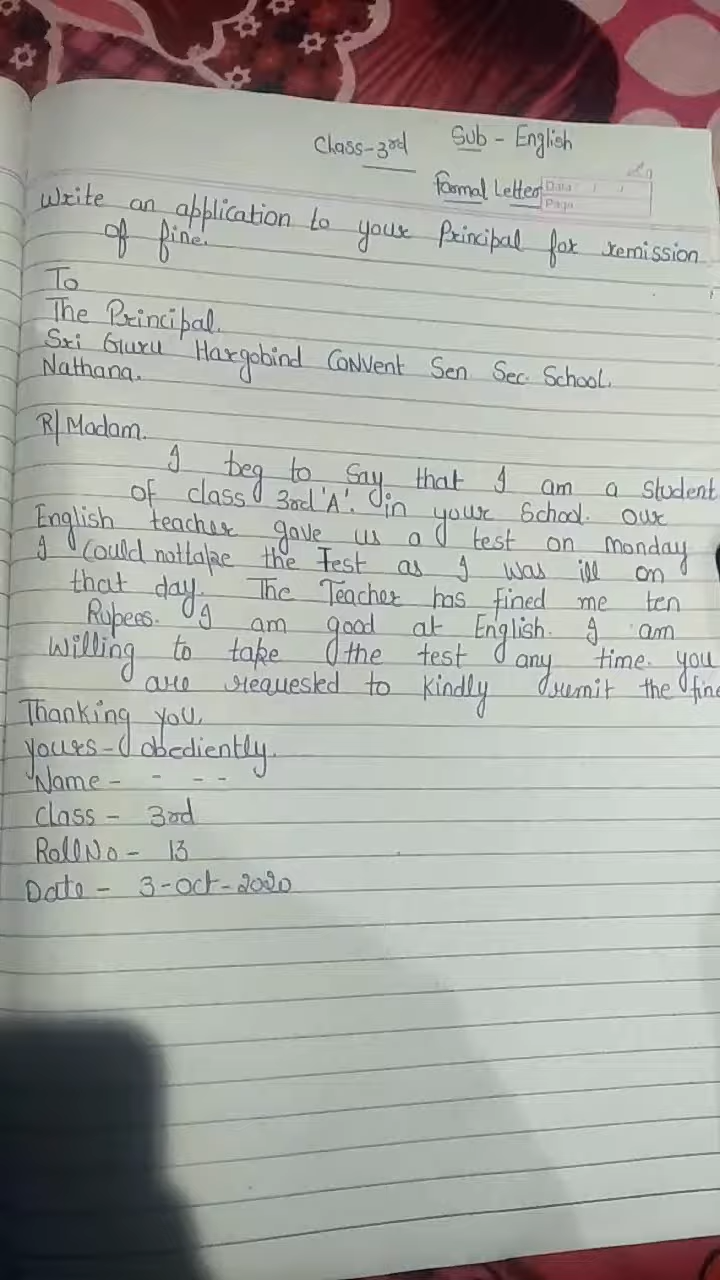 Class-3rd Sub - English
Formal Letter
Date / /
Page
Write an application to your Principal for remission
of fine.
To
The Principal.
Sri Guru Hargobind Convent Sen Sec. School.
Nathana.
R/Madam.
I beg to say that I am a student
of class 3rd 'A'. in your School. Our
English teacher gave us a test on monday
I Could not take the Test as I was ill on
that day. The Teacher has fined me ten
Rupees. I am good at English. I am
willing to take the test any time. you
are requested to kindly remit the fine
Thanking you.
yours - obediently.
Name - - - -
Class - 3rd
Roll No - 13
Date - 3-Oct-2020